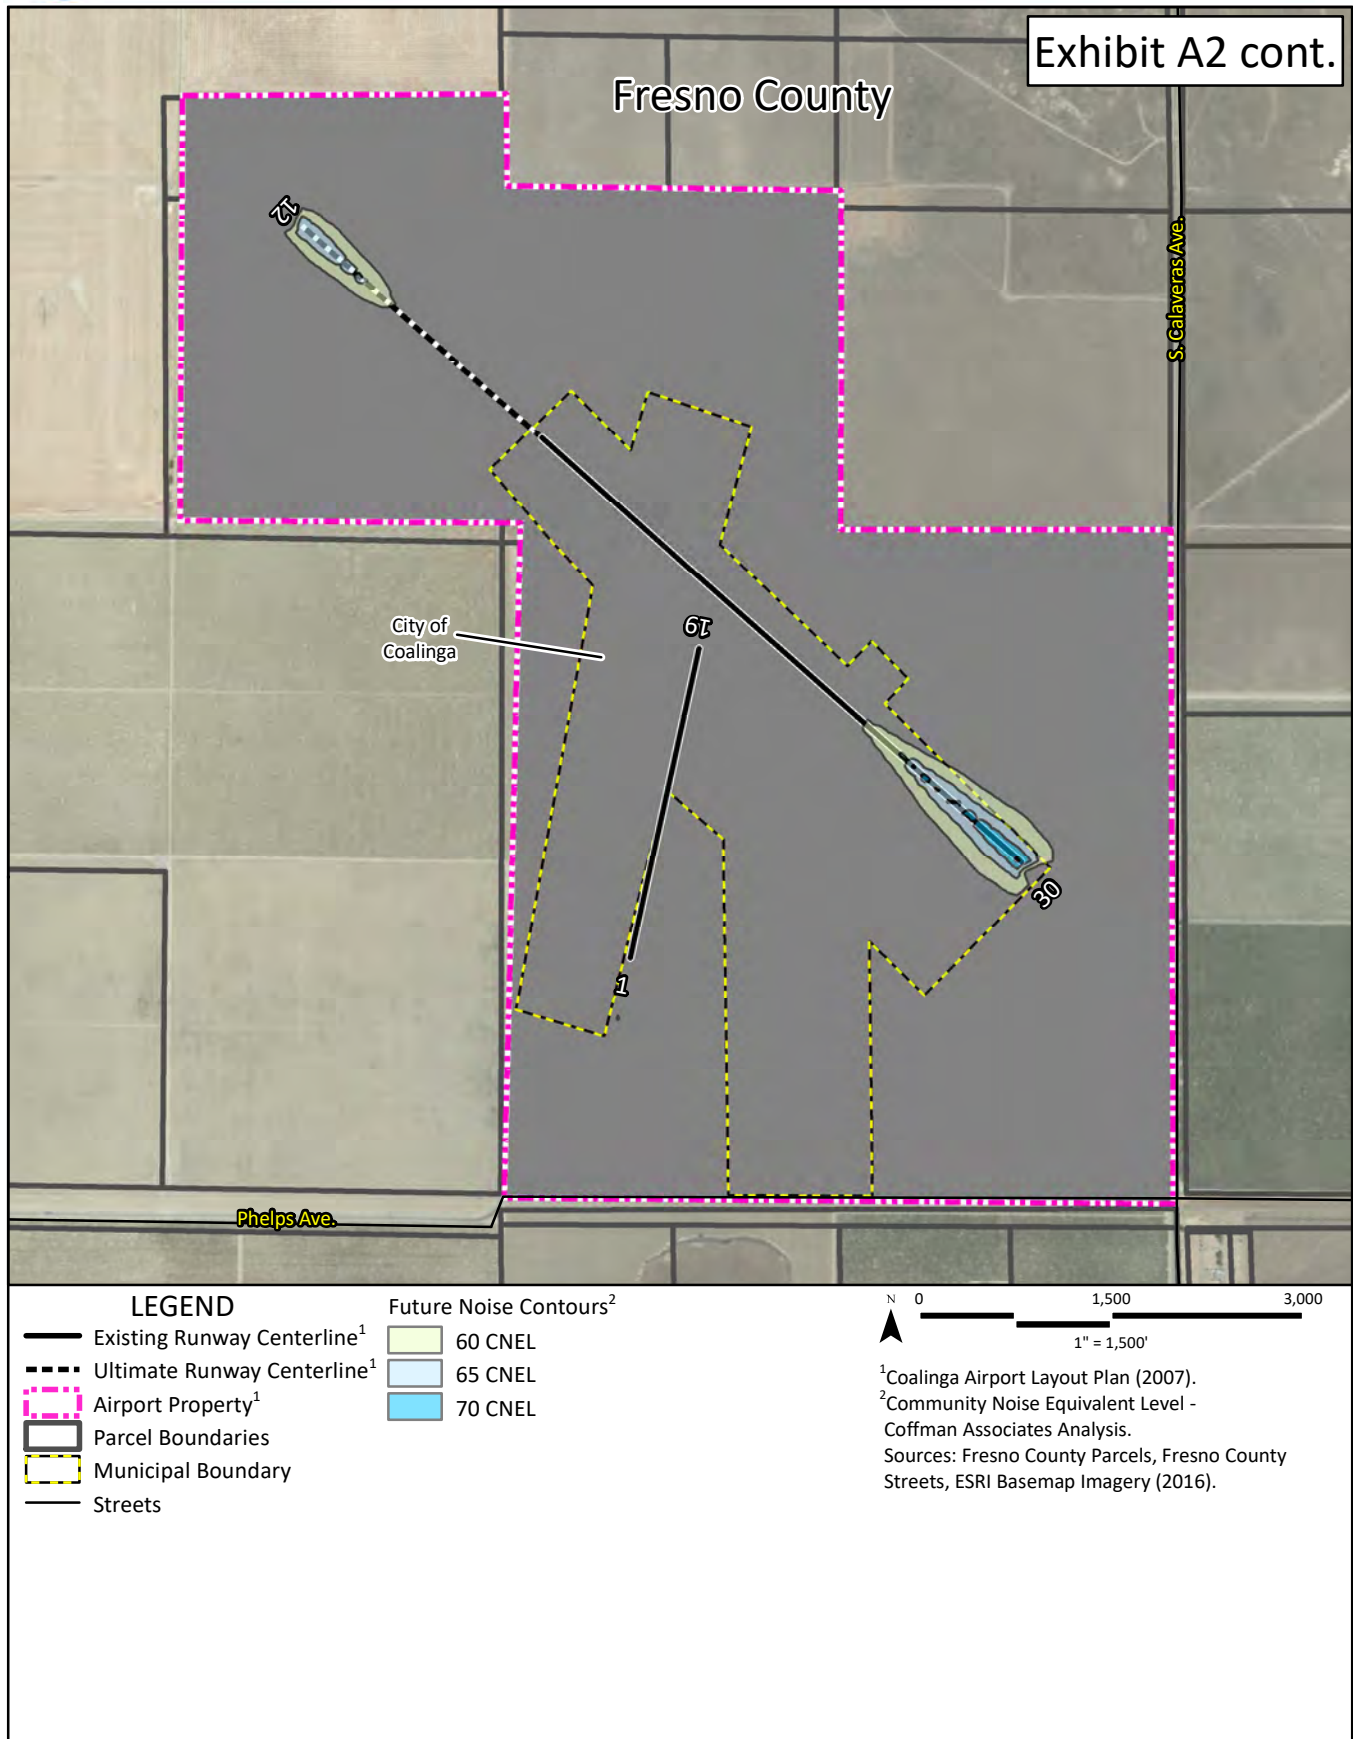 Exhibit A2 cont.
Fresno County
12
S. Calaveras Ave.
19
City of
Coalinga
30
1
Phelps Ave.
LEGEND
Existing Runway Centerline¹
Ultimate Runway Centerline¹
Airport Property¹
Parcel Boundaries
Municipal Boundary
Streets
Future Noise Contours²
60 CNEL
65 CNEL
70 CNEL
N
0 1,500 3,000
1" = 1,500'
¹Coalinga Airport Layout Plan (2007).
²Community Noise Equivalent Level -
Coffman Associates Analysis.
Sources: Fresno County Parcels, Fresno County
Streets, ESRI Basemap Imagery (2016).